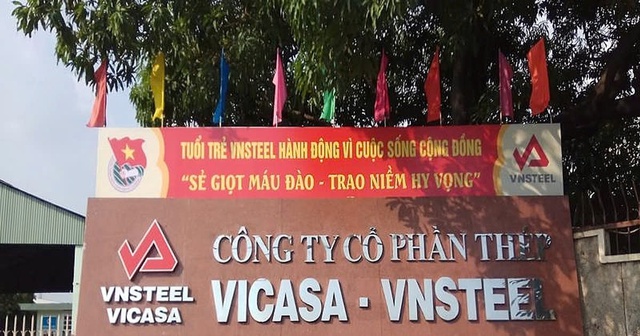 TUỔI TRẺ VNSTEEL HÀNH ĐỘNG VÌ CUỘC SỐNG CỘNG ĐỒNG
"SẺ GIỌT MÁU ĐÀO - TRAO NIỀM HY VỌNG"
VNSTEEL
CÔNG TY CỔ PHẦN THÉP
VICASA - VNSTEEL
VNSTEEL
VICASA